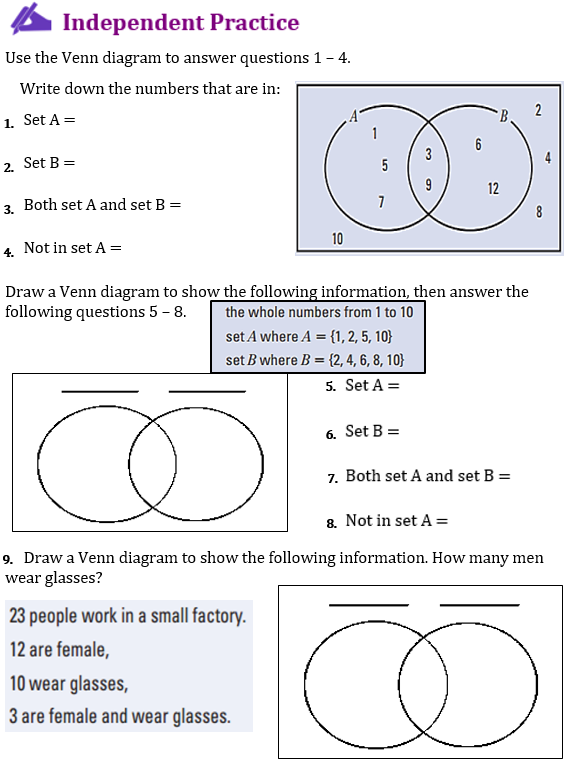 Independent Practice
Use the Venn diagram to answer questions 1 – 4.
Write down the numbers that are in:
1. Set A =
2. Set B =
3. Both set A and set B =
4. Not in set A =
A
B
2
1
3
6
5
4
9
12
7
8
10
Draw a Venn diagram to show the following information, then answer the
following questions 5 – 8.
the whole numbers from 1 to 10
set A where A = {1, 2, 5, 10}
set B where B = {2, 4, 6, 8, 10}
5. Set A =
6. Set B =
7. Both set A and set B =
8. Not in set A =
9. Draw a Venn diagram to show the following information. How many men
wear glasses?
23 people work in a small factory.
12 are female,
10 wear glasses,
3 are female and wear glasses.